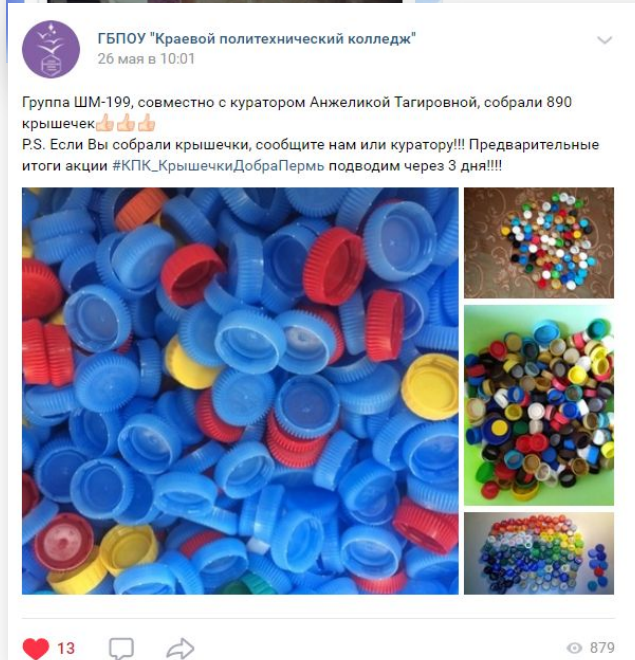 ГБПОУ "Краевой политехнический колледж"
26 мая в 10:01
Группа ШМ-199, совместно с куратором Анжеликой Тагировной, собрали 890
крышечек👍🏻👍🏻👍🏻
P.S. Если Вы собрали крышечки, сообщите нам или куратору!!! Предварительные
итоги акции #КПК_КрышечкиДобраПермь подводим через 3 дня!!!!
13
879